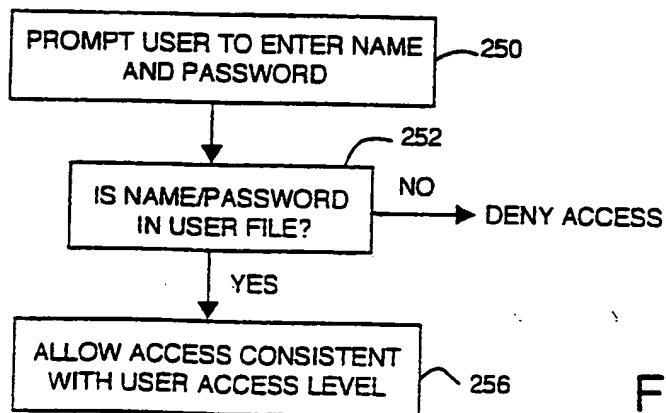 PROMPT USER TO ENTER NAME
AND PASSWORD
250
252
IS NAME/PASSWORD
IN USER FILE?
NO
DENY ACCESS
YES
ALLOW ACCESS CONSISTENT
WITH USER ACCESS LEVEL
256
F